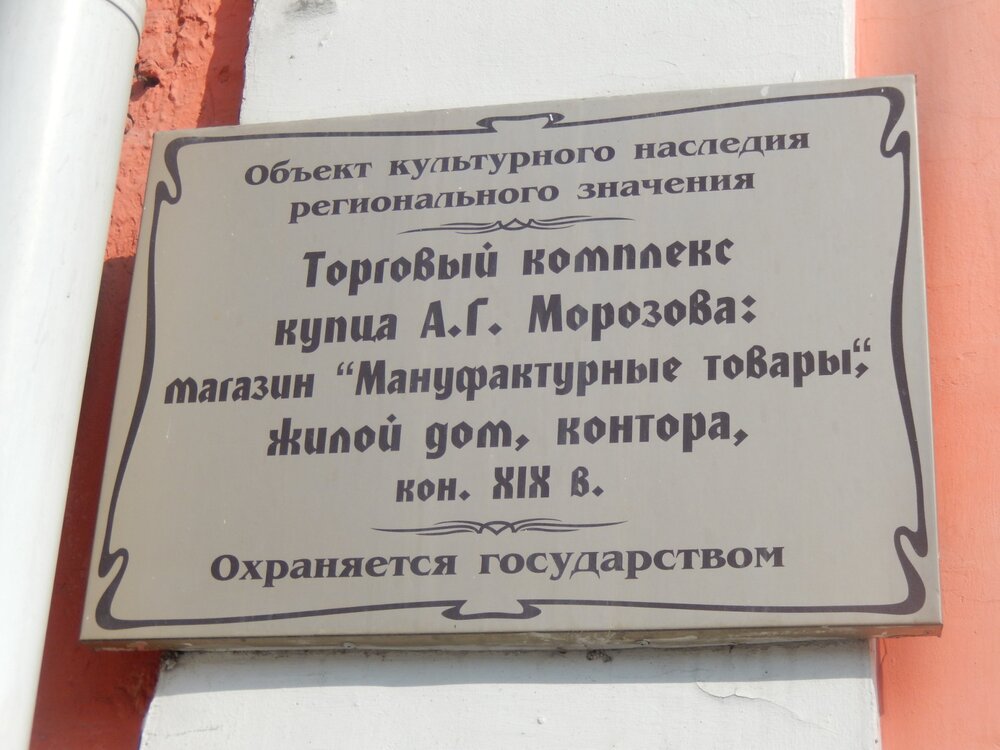 Объект культурного наследия
регионального значения
Торговый комплекс
купца А.Г. Морозова:
магазин “Мануфактурные товары“,
жилой дом, контора,
кон. XIX в.
Охраняется государством